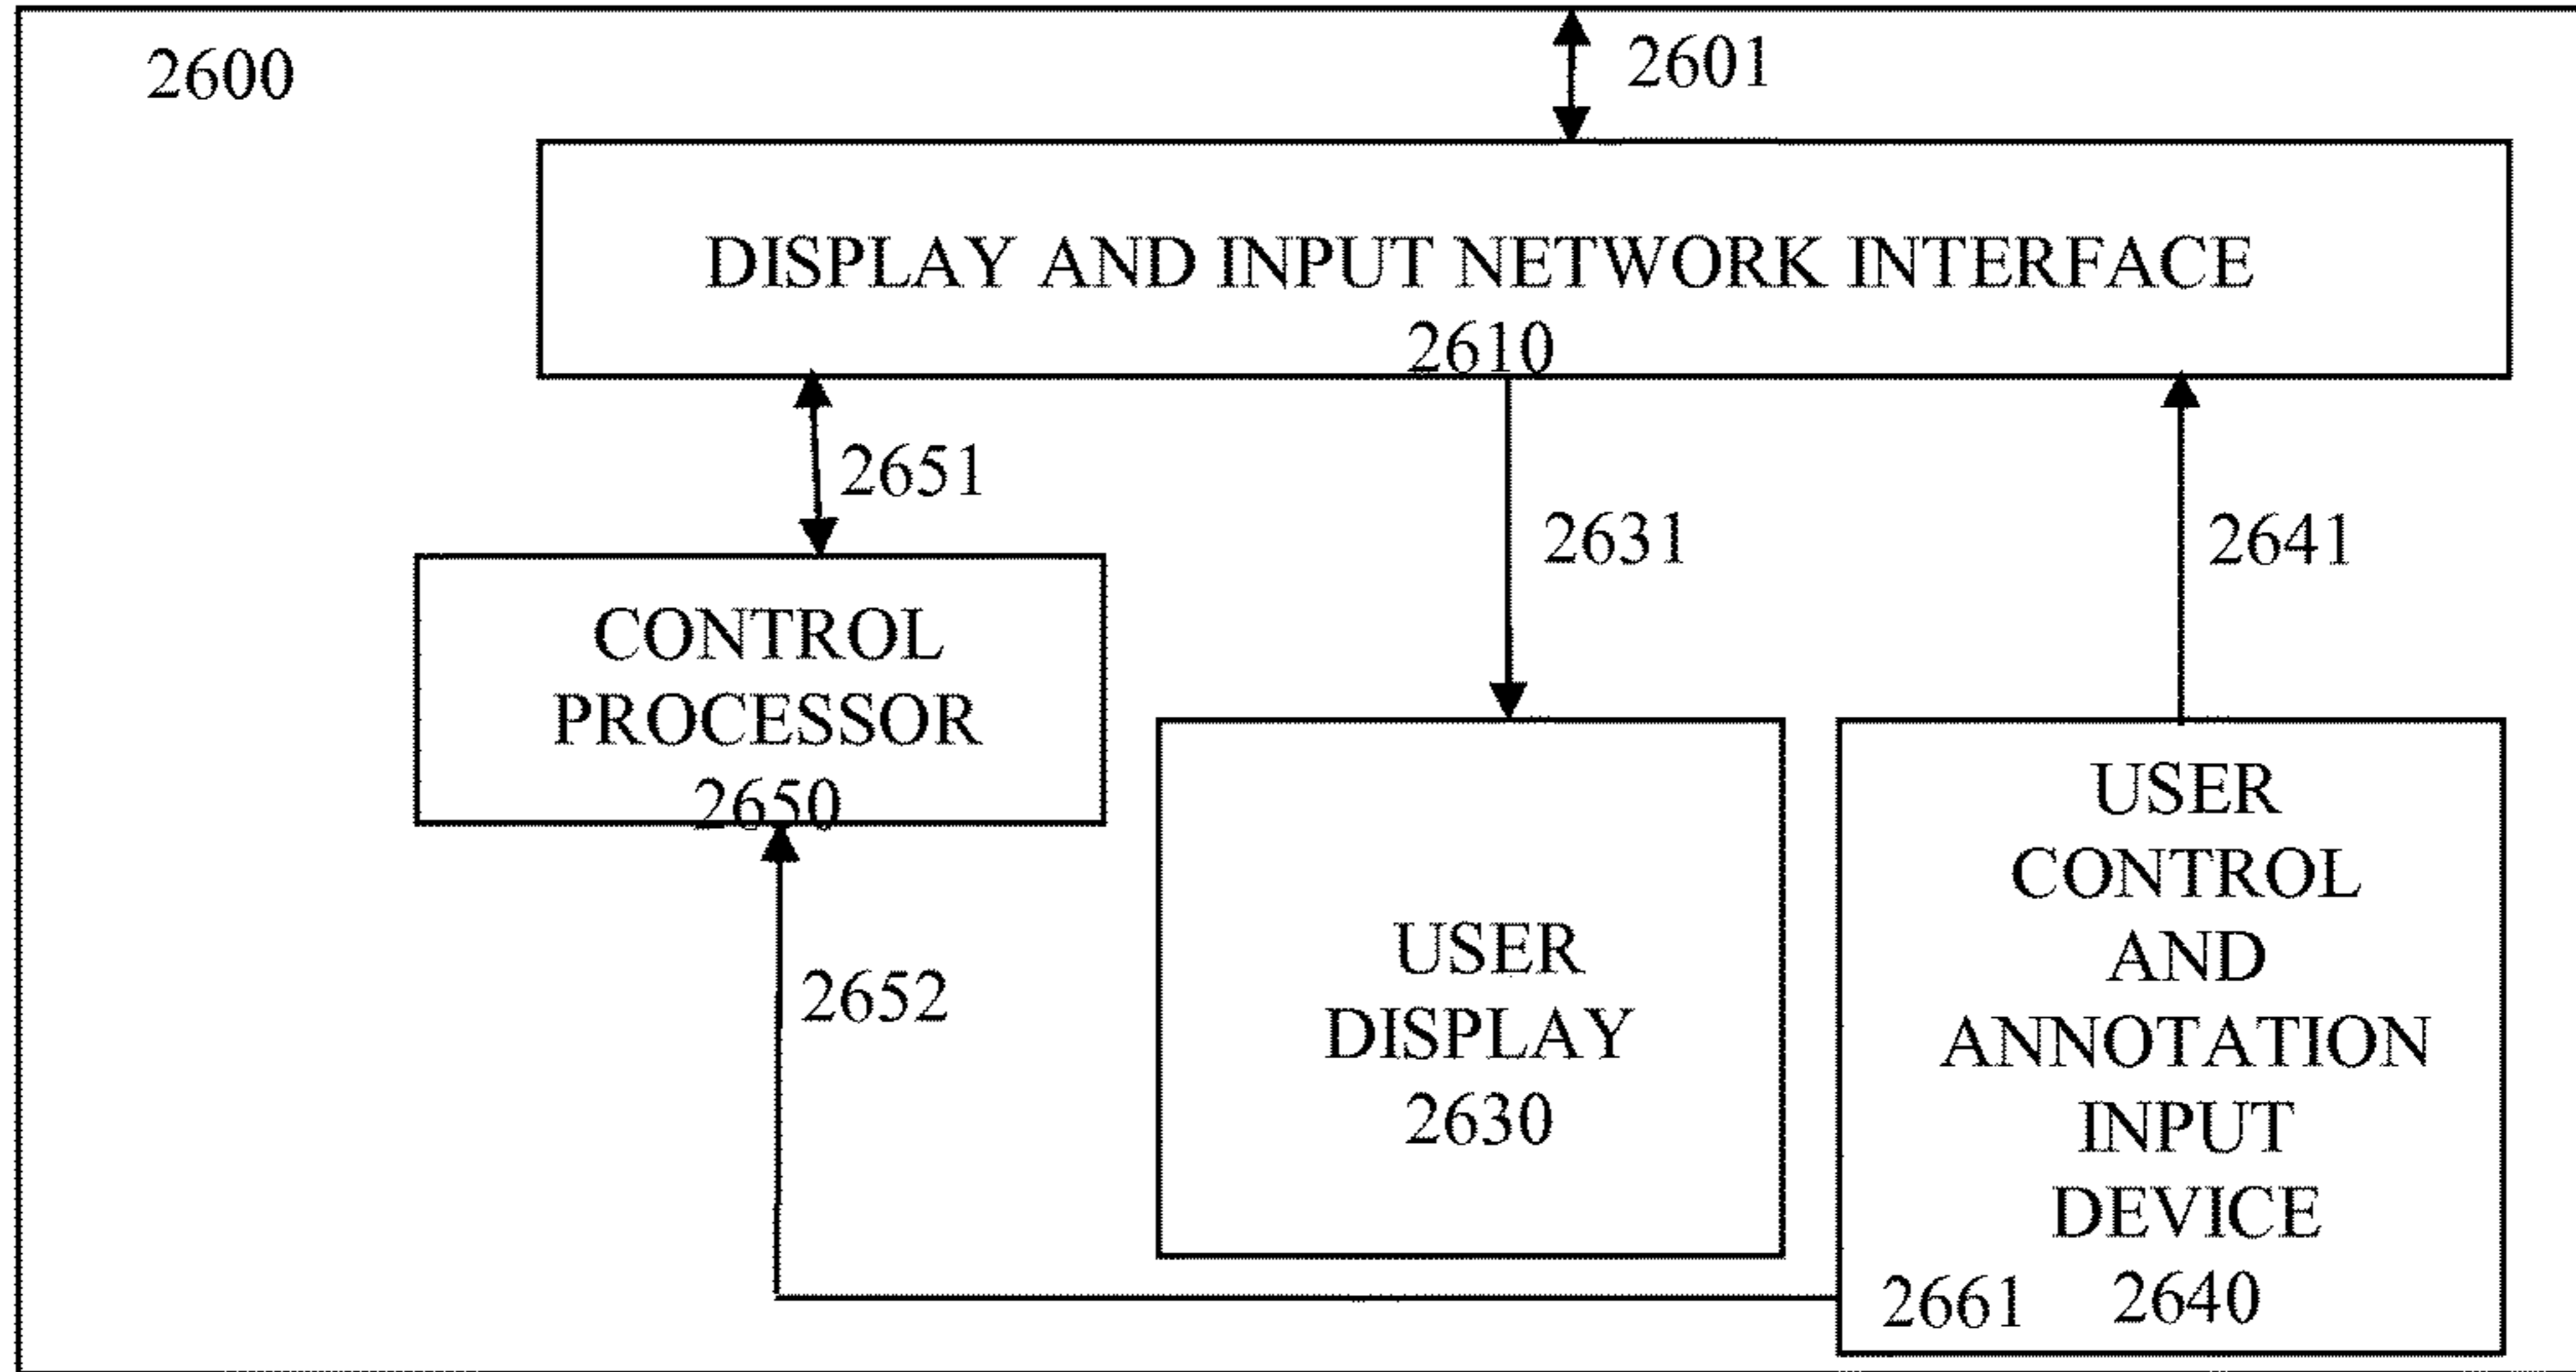 2600
2601
DISPLAY AND INPUT NETWORK INTERFACE
2610
2651
2631
2641
CONTROL
PROCESSOR
2650
2652
USER
DISPLAY
2630
USER
CONTROL
AND
ANNOTATION
INPUT
DEVICE
2661 2640